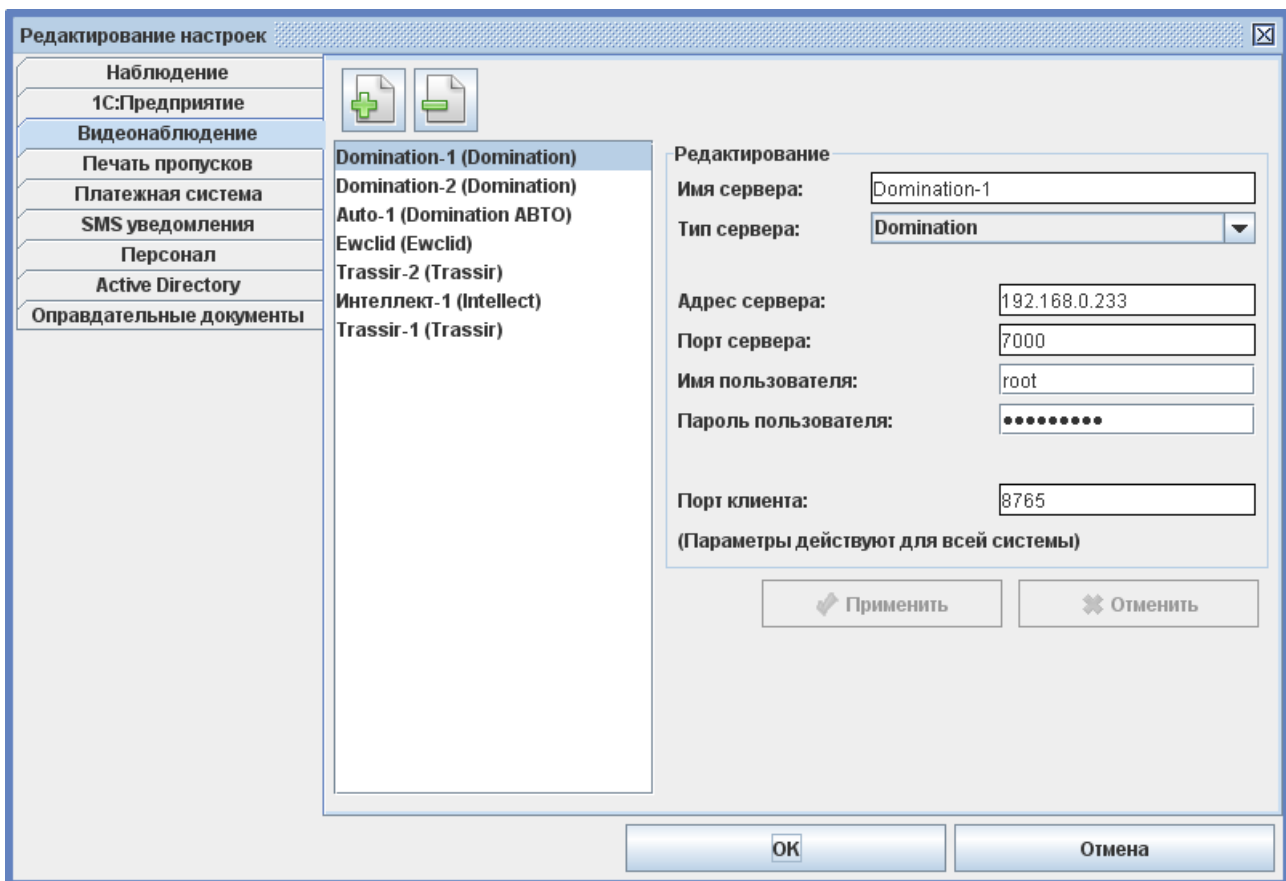 Редактирование настроек
Наблюдение
1С:Предприятие
Видеонаблюдение
Печать пропусков
Платежная система
SMS уведомления
Персонал
Active Directory
Оправдательные документы
Domination-1 (Domination)
Domination-2 (Domination)
Auto-1 (Domination АВТО)
Ewclid (Ewclid)
Trassir-2 (Trassir)
Интеллект-1 (Intellect)
Trassir-1 (Trassir)
Редактирование
Имя сервера: Domination-1
Тип сервера: Domination
Адрес сервера: 192.168.0.233
Порт сервера: 7000
Имя пользователя: root
Пароль пользователя: •••••••••
Порт клиента: 8765
(Параметры действуют для всей системы)
Применить Отменить
OK Отмена